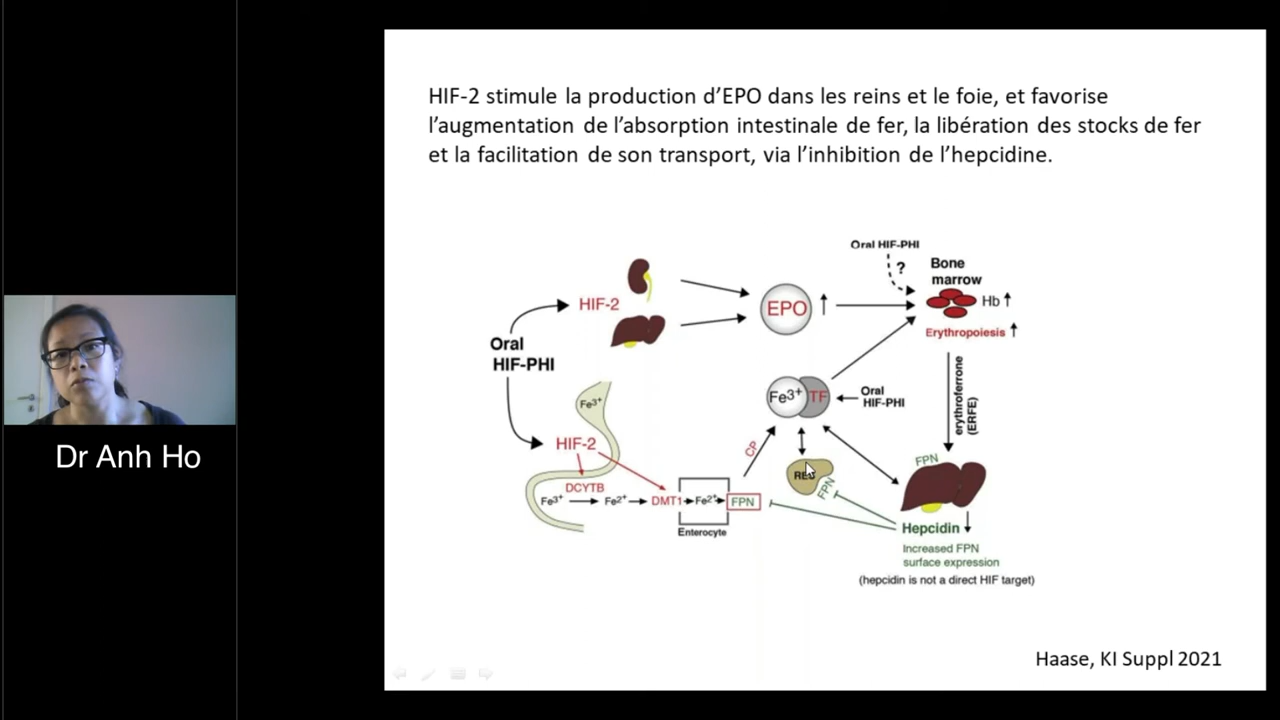 HIF-2 stimule la production d’EPO dans les reins et le foie, et favorise
l’augmentation de l’absorption intestinale de fer, la libération des stocks de fer
et la facilitation de son transport, via l’inhibition de l’hepcidine.
Oral HIF-PHI
?
Bone
marrow
HIF-2
EPO
Hb
Erythropoiesis
Oral
HIF-PHI
Fe3+
Fe3+
TF
Oral
HIF-PHI
erythroferrone
(ERFE)
HIF-2
CP
FPN
DCYTB
Fe3+
Fe2+
DMT1
Fe2+
FPN
FPN
Enterocyte
Hepcidin
Increased FPN
surface expression
(hepcidin is not a direct HIF target)
Dr Anh Ho
Haase, KI Suppl 2021